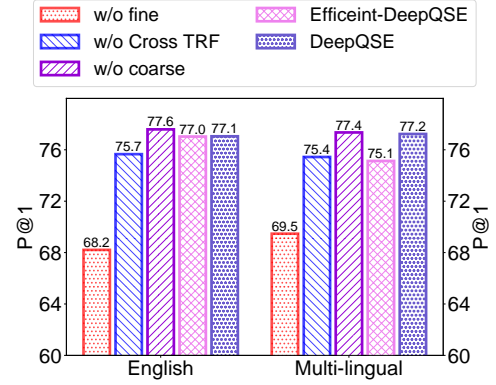 w/o fine
w/o Cross TRF
w/o coarse
Efficeint-DeepQSE
DeepQSE
P@1
76
72
68
64
60
68.2
75.7
77.6
77.0
77.1
69.5
75.4
77.4
75.1
77.2
76
72
68
64
60
P@1
English
Multi-lingual